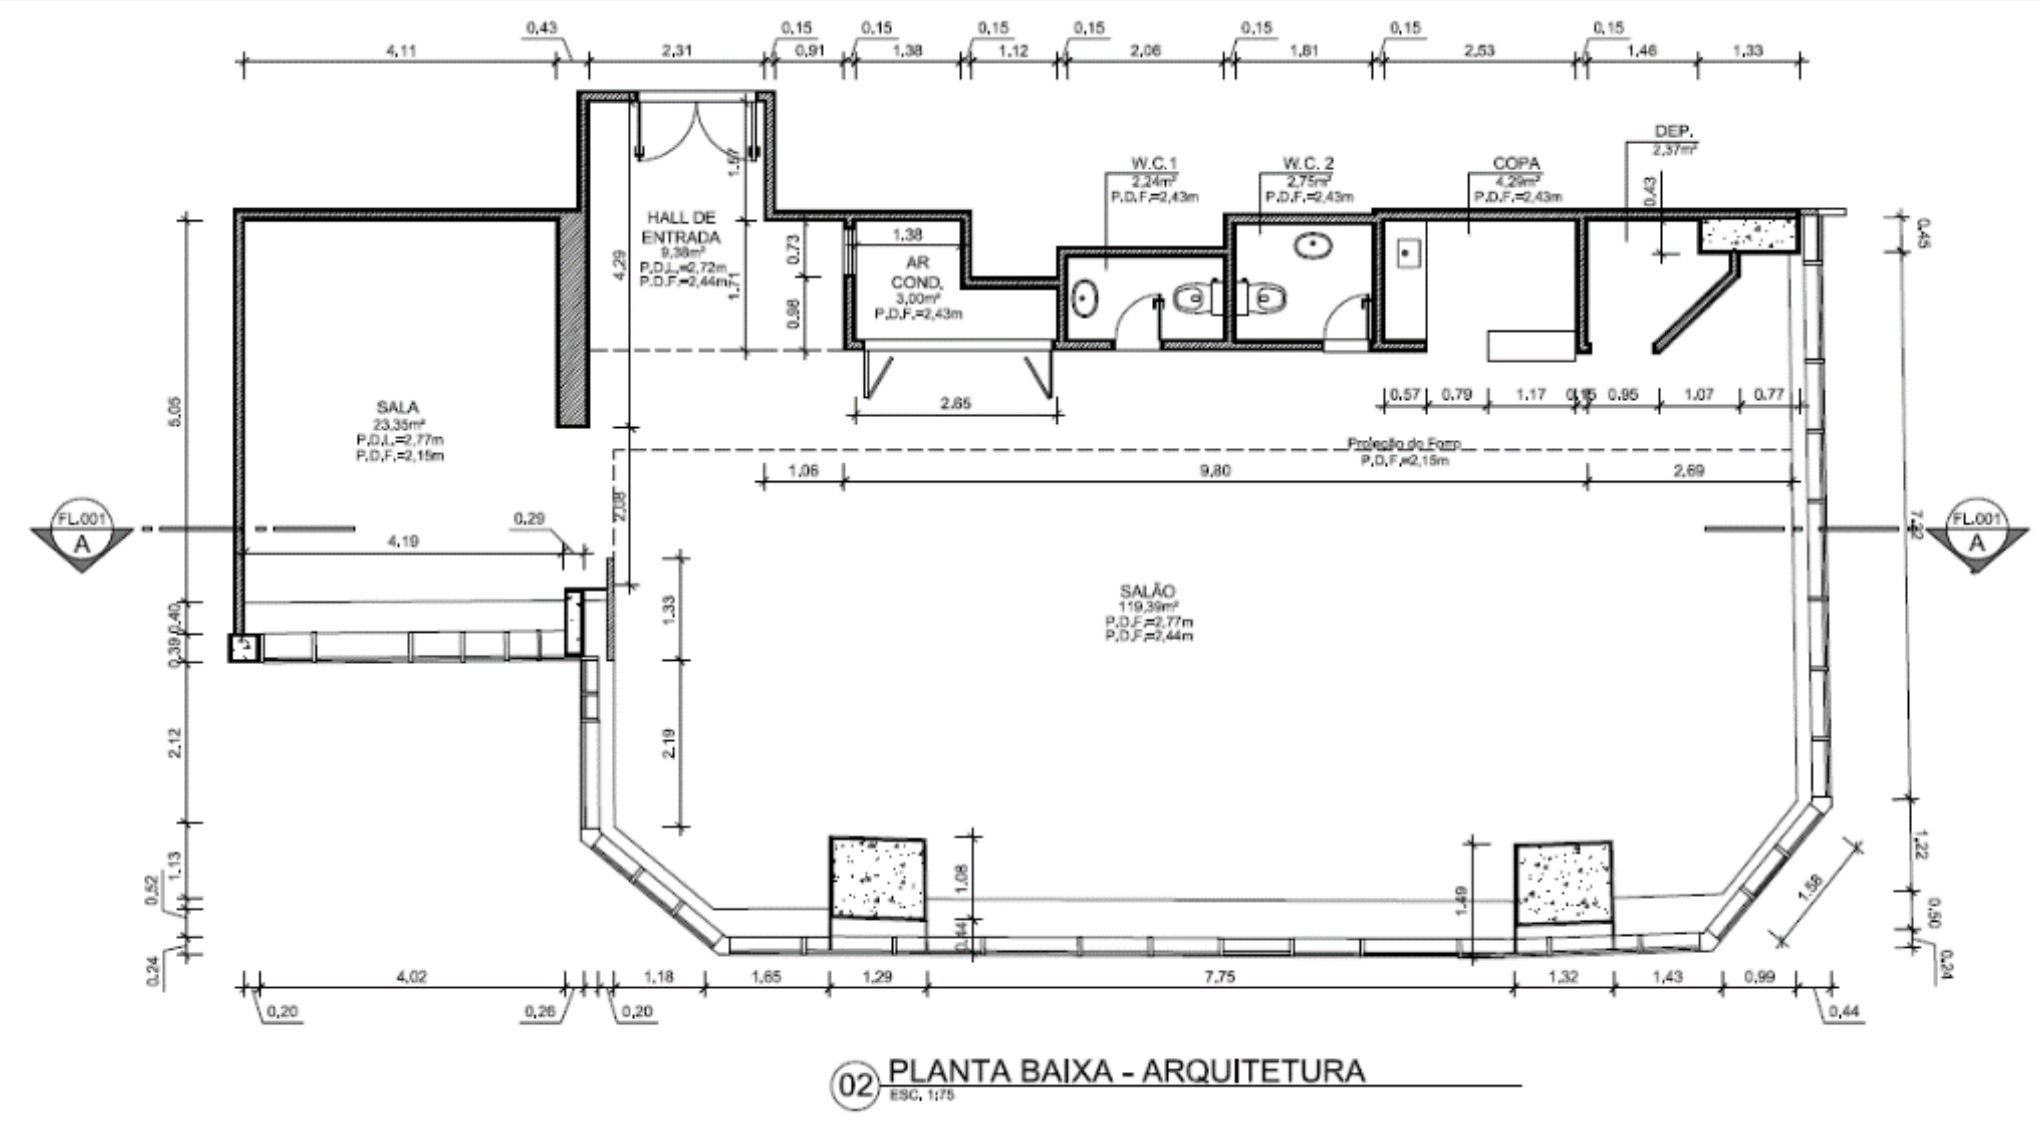 0,43
0,15
0,15
0,15
0,15
0,15
0,15
0,15
4,11
2,31
0,91
1,38
1,12
2,06
1,81
2,53
1,46
1,33
DEP.
2,37m²
W.C.1
2,24m²
P.D.F.=2,43m
W.C. 2
2,75m²
P.D.F.=2,43m
COPA
4,29m²
P.D.F.=2,43m
0,43
0,45
1,57
HALL DE
ENTRADA
9,38m²
P.D.L.=2,72m
P.D.F.=2,44m
4,29
1,71
0,73
0,98
1,38
AR
COND.
3,00m²
P.D.F.=2,43m
2,65
0,57
0,79
1,17
0,15
0,95
1,07
0,77
5,05
SALA
23,35m²
P.D.L.=2,77m
P.D.F.=2,15m
Projeção do Forro
P.D.F.=2,15m
1,06
9,80
2,69
2,08
FL.001
A
0,29
4,19
7,22
FL.001
A
0,40
0,39
1,33
SALÃO
119,39m²
P.D.F.=2,77m
P.D.F.=2,44m
2,12
2,19
1,13
0,52
0,24
1,08
0,44
1,49
1,58
1,22
0,50
0,24
4,02
1,18
1,65
1,29
7,75
1,32
1,43
0,99
0,20
0,26
0,20
0,44
02
PLANTA BAIXA - ARQUITETURA
ESC. 1:75